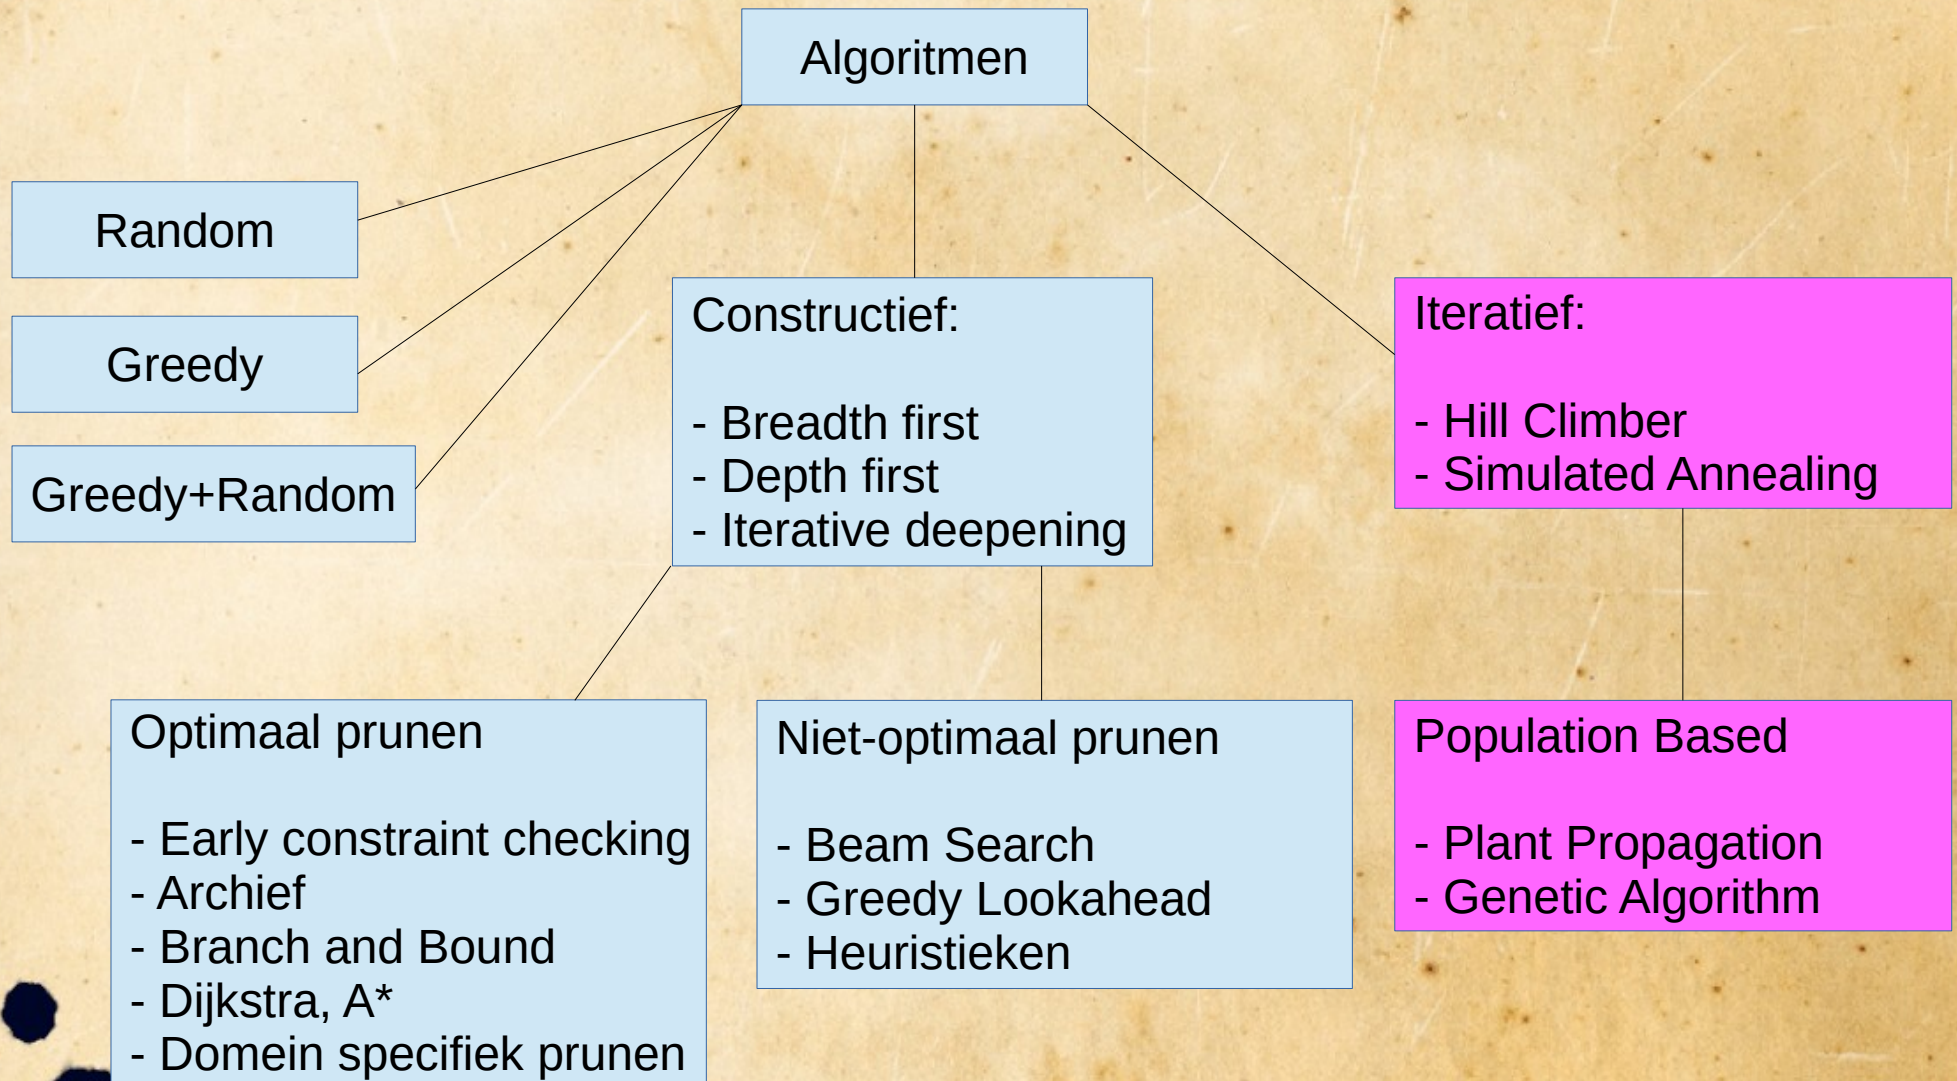 Algoritmen
Random
Greedy
Greedy+Random
Constructief:
- Breadth first
- Depth first
- Iterative deepening
Iteratief:
- Hill Climber
- Simulated Annealing
Optimaal prunen
- Early constraint checking
- Archief
- Branch and Bound
- Dijkstra, A*
- Domein specifiek prunen
Niet-optimaal prunen
- Beam Search
- Greedy Lookahead
- Heuristieken
Population Based
- Plant Propagation
- Genetic Algorithm